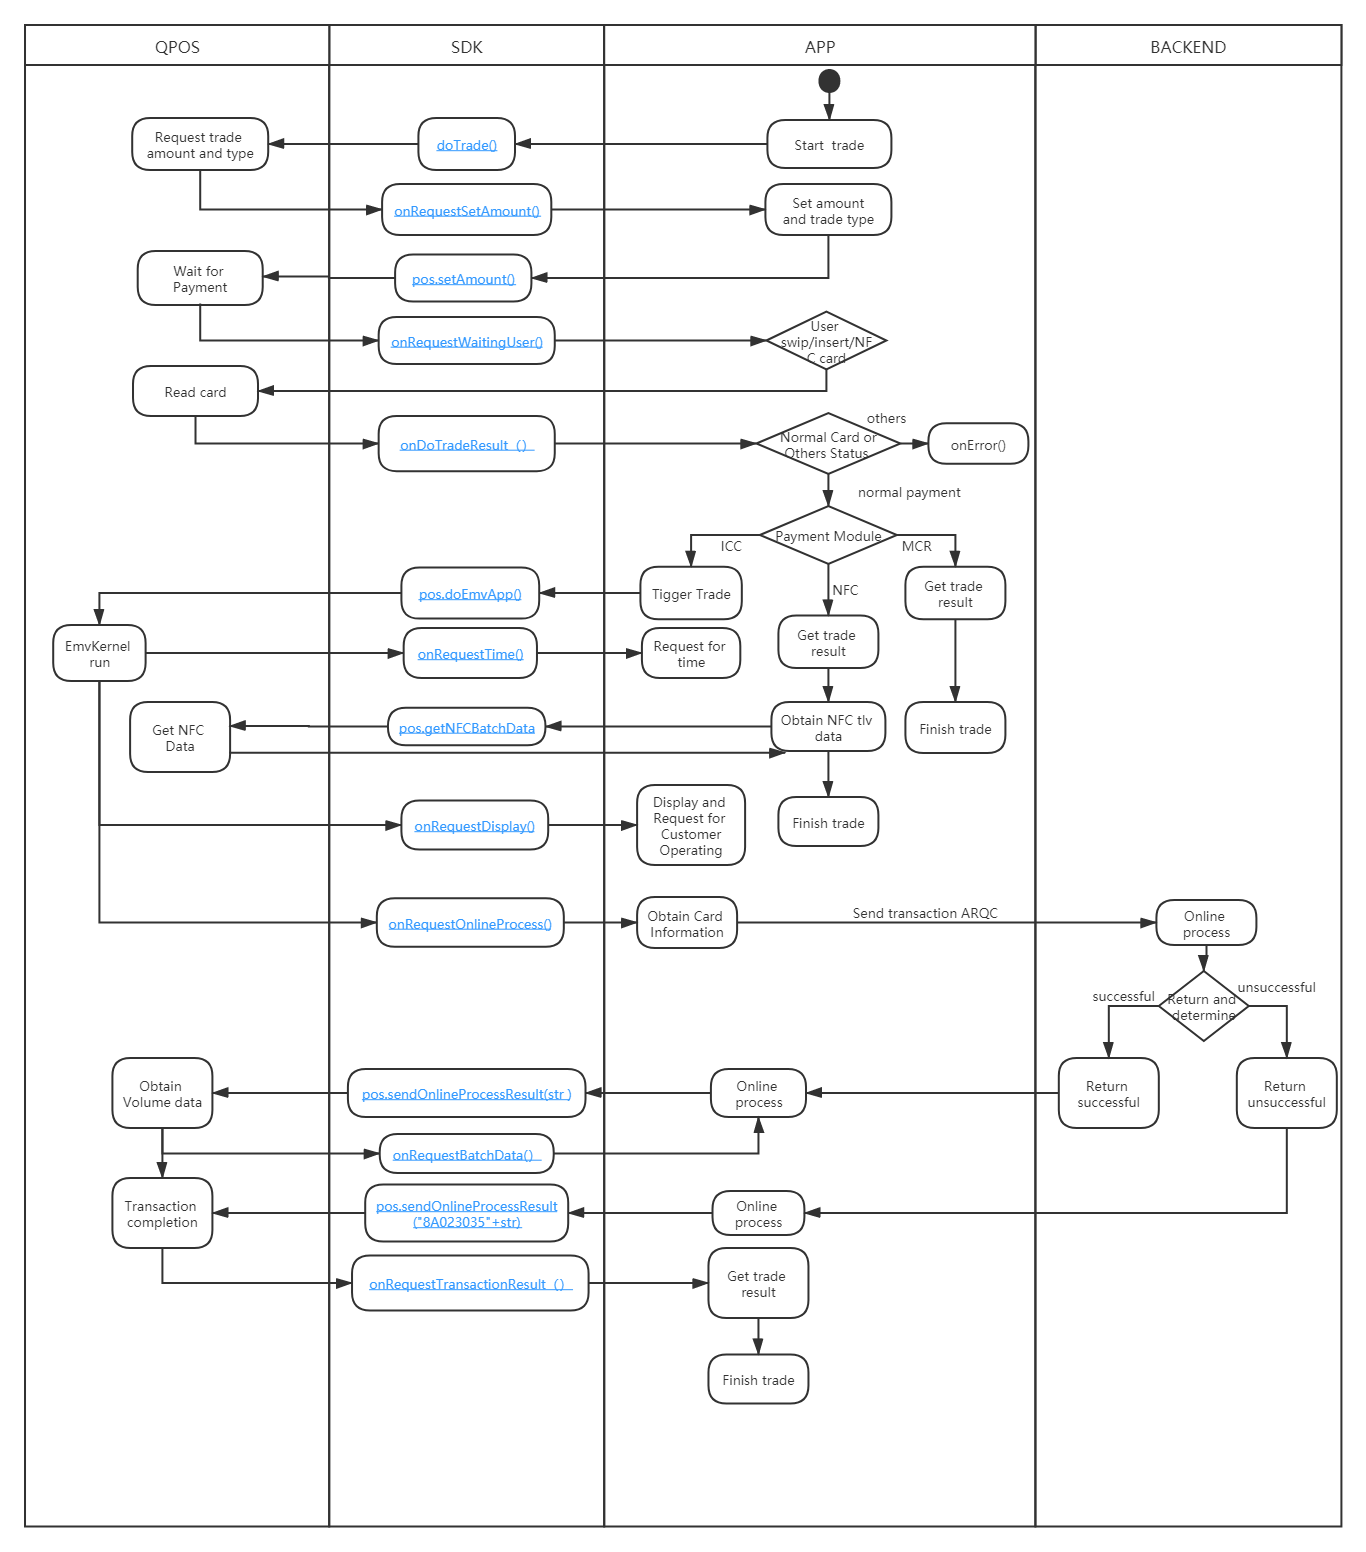 QPOS
SDK
APP
BACKEND
Request trade
amount and type
doTrade()
Start trade
onRequestSetAmount()
Set amount
and trade type
Wait for
Payment
pos.setAmount()
onRequestWaitingUser()
User
swip/insert/NF
C card
Read card
onDoTradeResult（）
Normal Card or
Others Status
others
onError()
normal payment
Payment Module
ICC
MCR
NFC
pos.doEmvApp()
Tigger Trade
Get trade
result
EmvKernel
run
onRequestTime()
Request for
time
Get trade
result
Get NFC
Data
pos.getNFCBatchData
Obtain NFC tlv
data
Finish trade
onRequestDisplay()
Display and
Request for
Customer
Operating
Finish trade
onRequestOnlineProcess()
Obtain Card
Information
Send transaction ARQC
Online
process
successful
Return and
determine
unsuccessful
Obtain
Volume data
pos.sendOnlineProcessResult(str )
Online
process
Return
successful
Return
unsuccessful
onRequestBatchData()
Transaction
completion
pos.sendOnlineProcessResult
("8A023035"+str)
Online
process
onRequestTransactionResult（）
Get trade
result
Finish trade